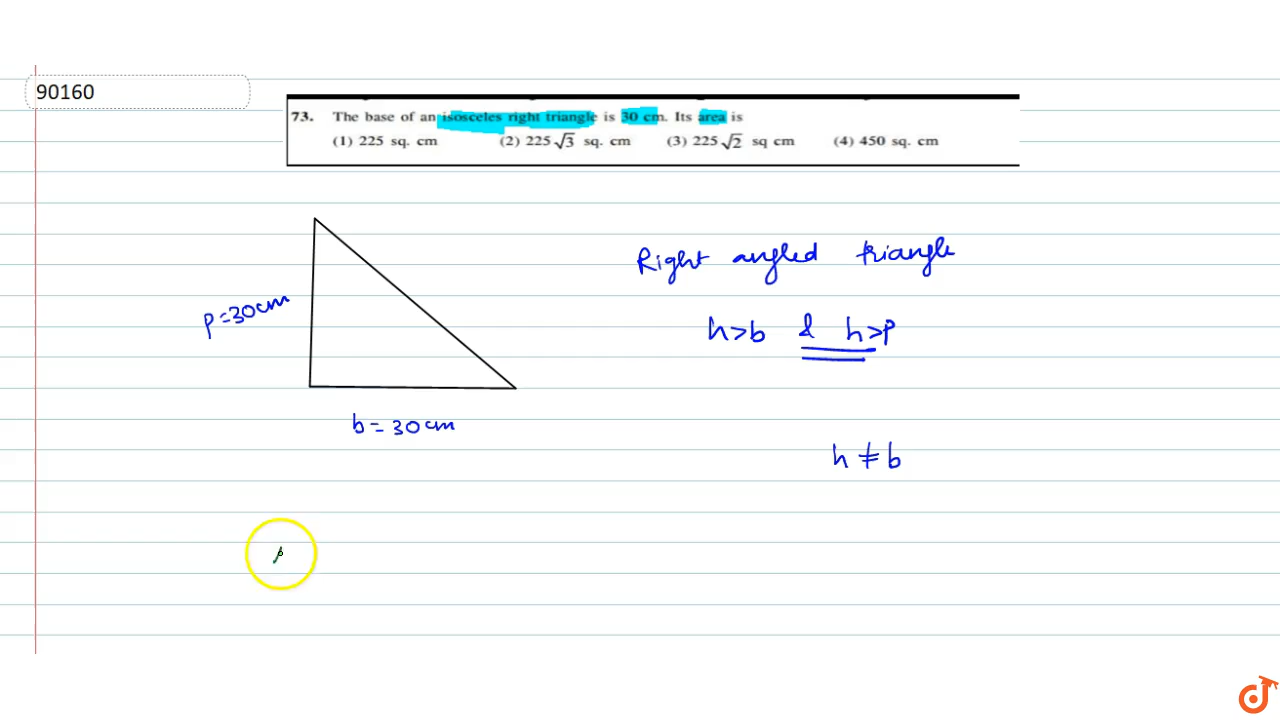 90160
73. The base of an isosceles right triangle is 30 cm. Its area is
(1) 225 sq. cm (2) 225√3 sq. cm (3) 225√2 sq cm (4) 450 sq. cm
Right angled triangle
p=30cm
h>b & h>p
b=30cm
h≠b